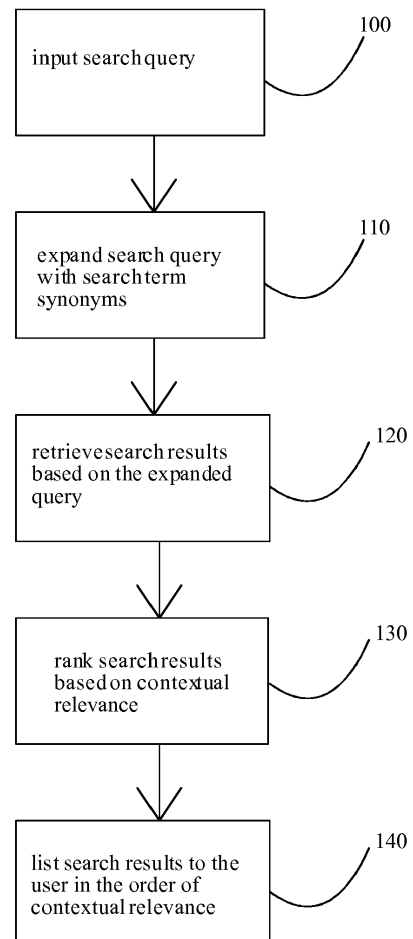 input search query
100
expand search query
with search term
synonyms
110
retrieve search results
based on the expanded
query
120
rank search results
based on contextual
relevance
130
list search results to the
user in the order of
contextual relevance
140